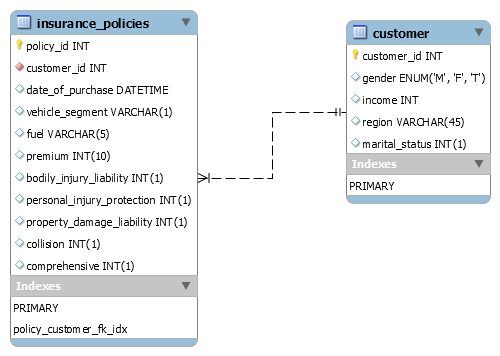 insurance_policies
policy_id INT
customer_id INT
date_of_purchase DATETIME
vehicle_segment VARCHAR(1)
fuel VARCHAR(5)
premium INT(10)
bodily_injury_liability INT(1)
personal_injury_protection INT(1)
property_damage_liability INT(1)
collision INT(1)
comprehensive INT(1)
Indexes
PRIMARY
policy_customer_fk_idx
customer
customer_id INT
gender ENUM('M', 'F', 'T')
income INT
region VARCHAR(45)
marital_status INT(1)
Indexes
PRIMARY